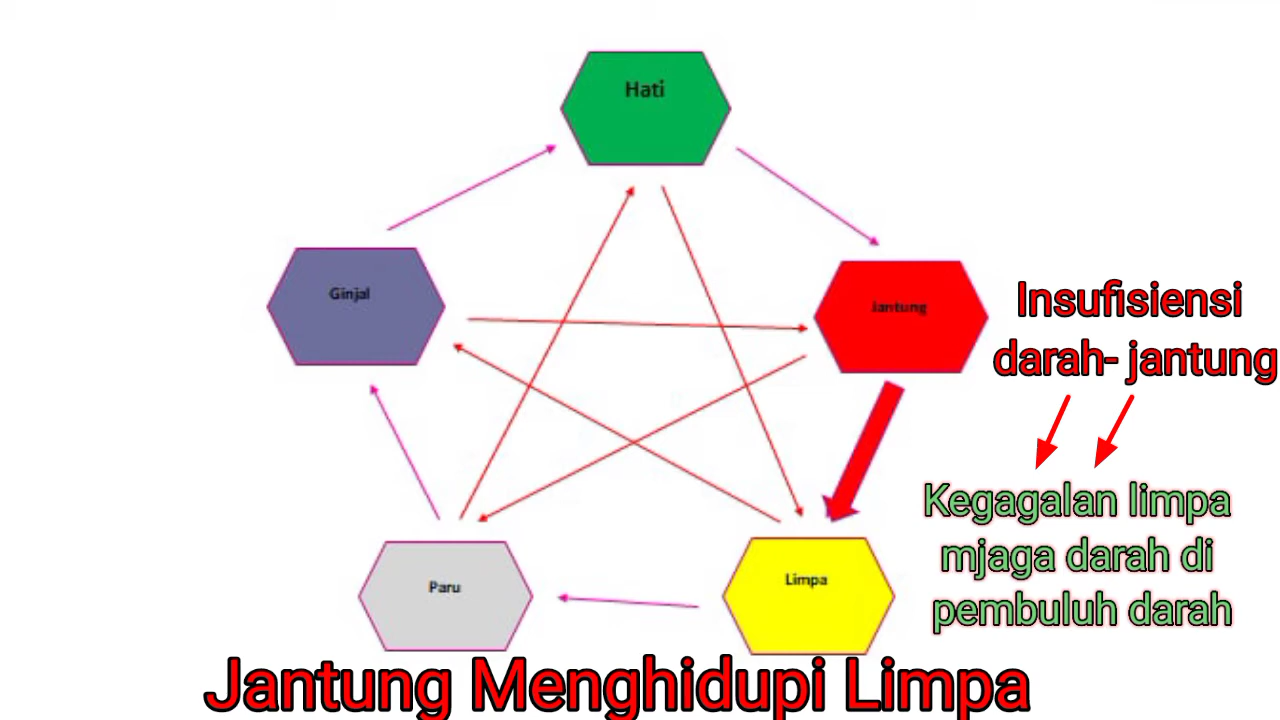 Hati
Ginjal
Jantung
Insufisiensi
darah- jantung
Kegagalan limpa
mjaga darah di
pembuluh darah
Limpa
Paru
Jantung Menghidupi Limpa